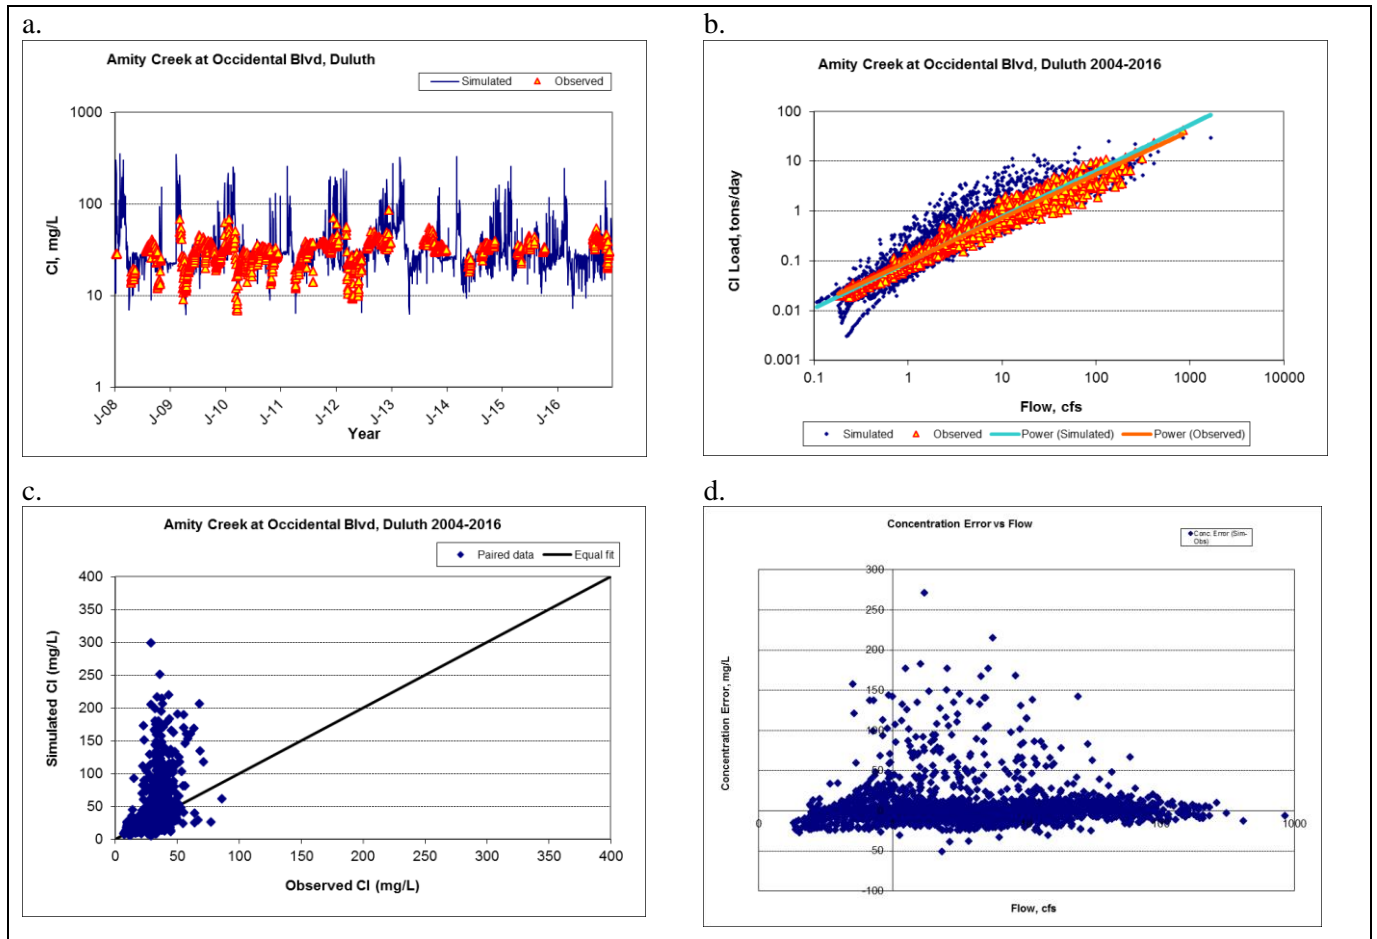 a.
Amity Creek at Occidental Blvd, Duluth
Simulated Observed
Cl, mg/L
1000
100
10
1
J-08 J-09 J-10 J-11 J-12 J-13 J-14 J-15 J-16
Year
b.
Amity Creek at Occidental Blvd, Duluth 2004-2016
Cl Load, tons/day
100
10
1
0.1
0.01
0.001
0.1 1 10 100 1000 10000
Flow, cfs
Simulated Observed Power (Simulated) Power (Observed)
c.
Amity Creek at Occidental Blvd, Duluth 2004-2016
Paired data Equal fit
Simulated Cl (mg/L)
400
350
300
250
200
150
100
50
0
0 50 100 150 200 250 300 350 400
Observed Cl (mg/L)
d.
Concentration Error vs Flow
Conc. Error (Sim-
Obs)
Concentration Error, mg/L
300
250
200
150
100
50
0 100 1000
-50
-100
Flow, cfs